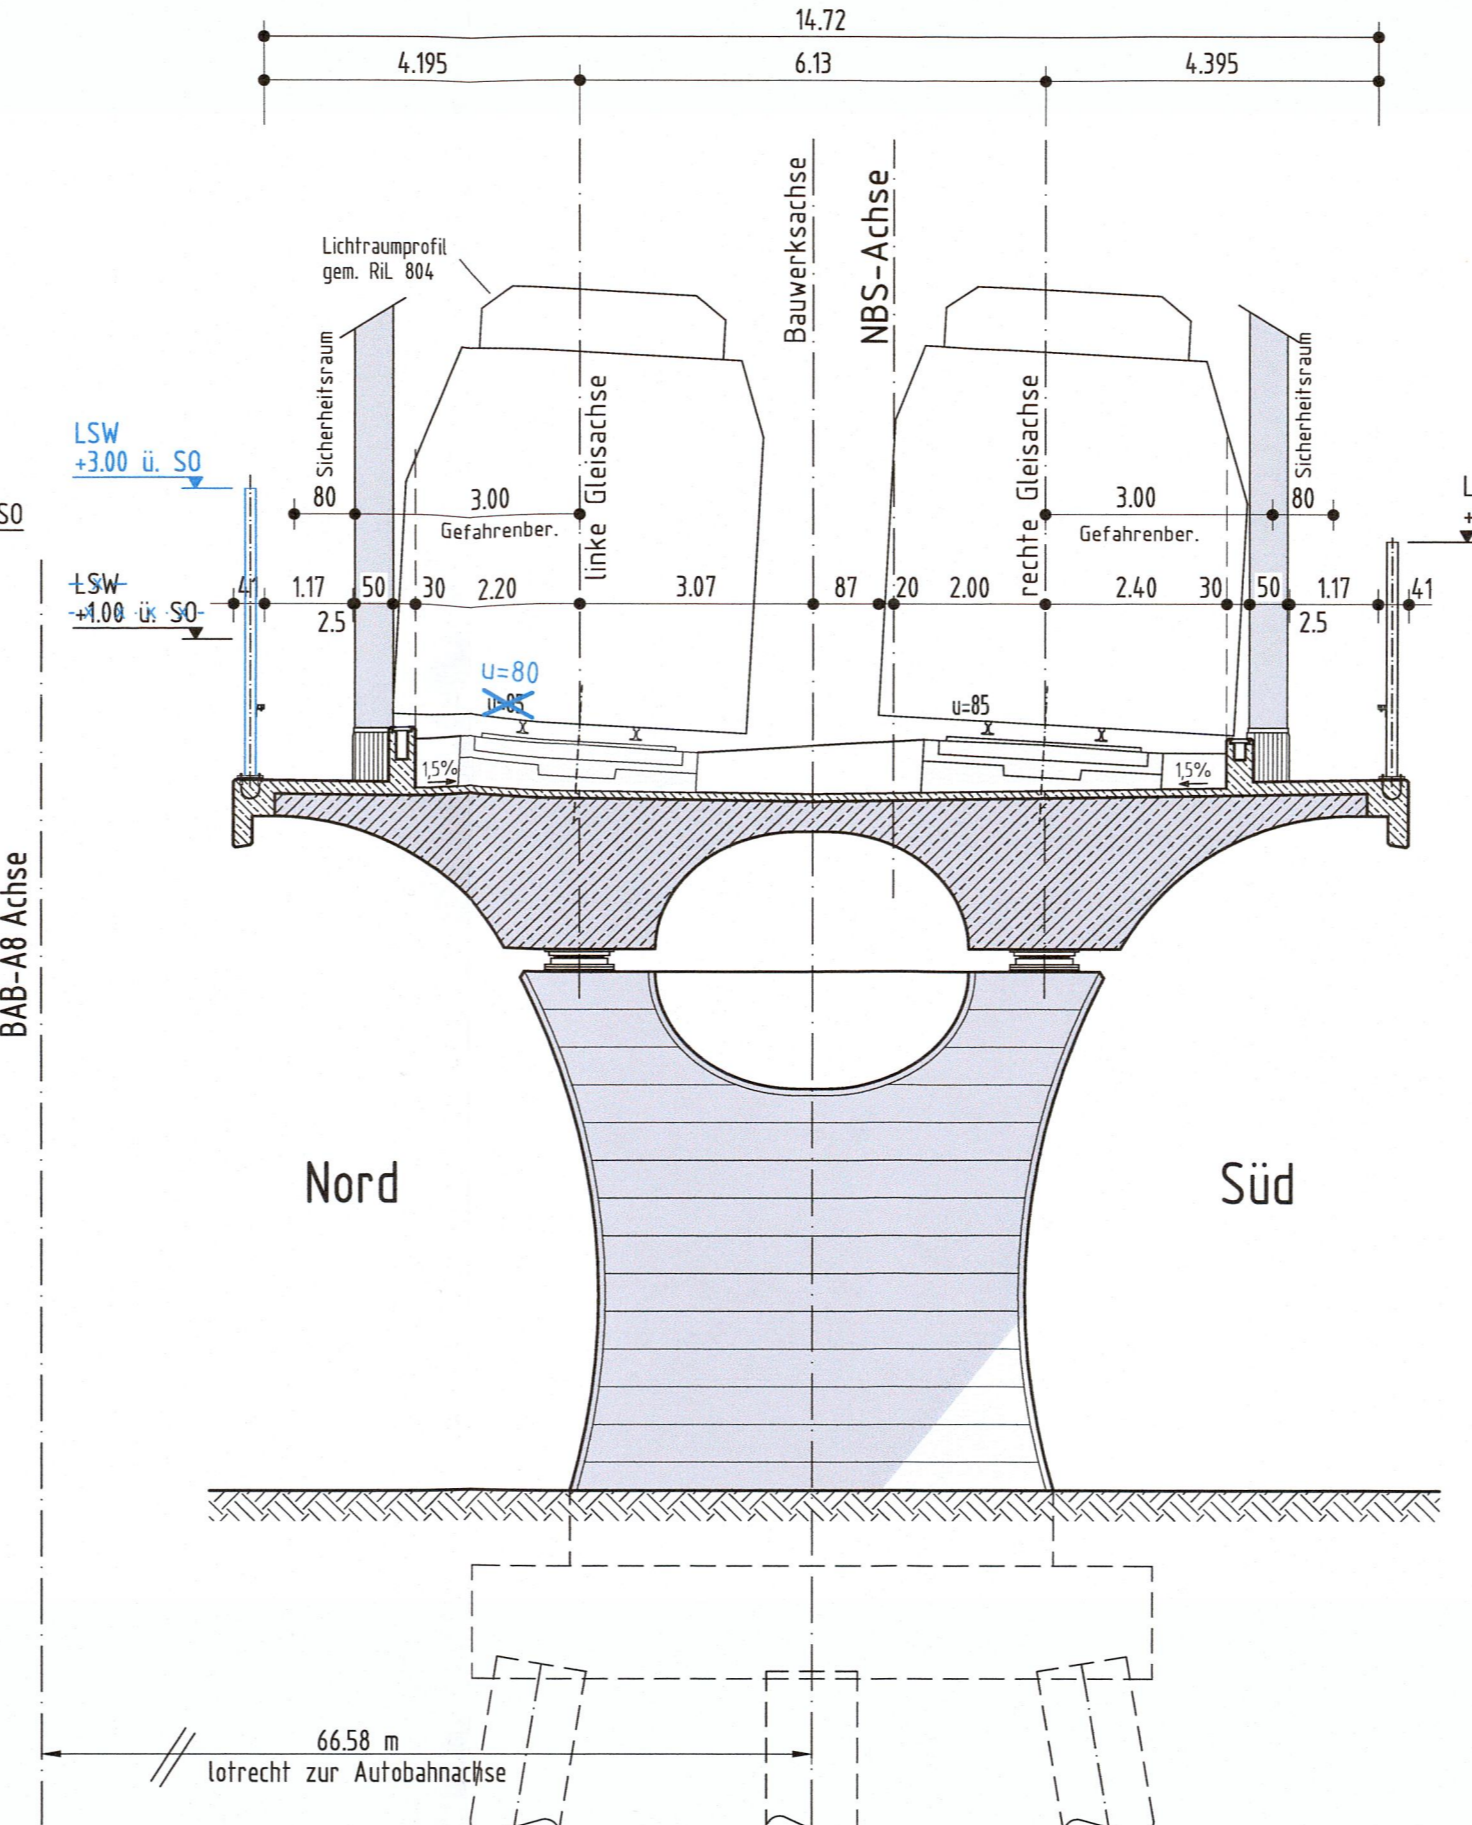 14.72
4.195
6.13
4.395
Bauwerksachse
NBS-Achse
Lichtraumprofil
gem. RiL 804
Sicherheitsraum
Sicherheitsraum
linke Gleisachse
rechte Gleisachse
LSW
+3.00 ü. SO
SO
80
3.00
3.00
80
Gefahrenber.
Gefahrenber.
L
+
LSW
+1.00 ü. SO
41
1.17
50
30
2.20
3.07
87
20
2.00
2.40
30
50
1.17
41
2.5
2.5
u=80
u=85
u=85
1,5%
1,5%
BAB-A8 Achse
Nord
Süd
66.58 m
lotrecht zur Autobahnachse